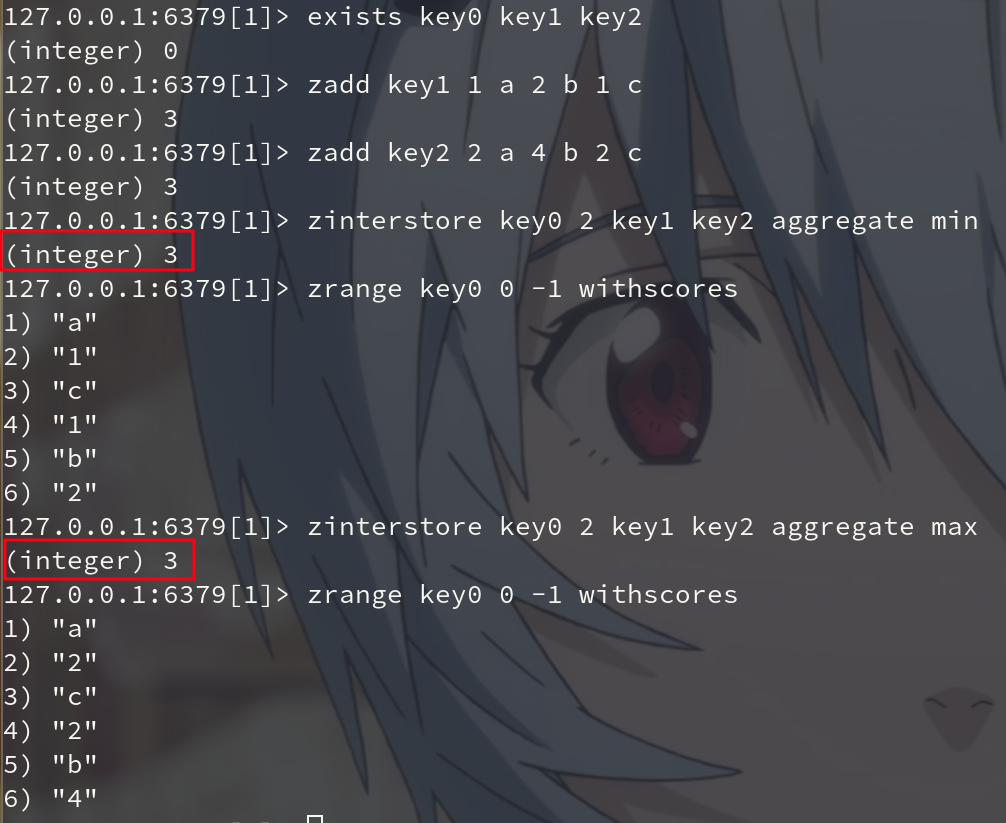 127.0.0.1:6379[1]> exists key0 key1 key2
(integer) 0
127.0.0.1:6379[1]> zadd key1 1 a 2 b 1 c
(integer) 3
127.0.0.1:6379[1]> zadd key2 2 a 4 b 2 c
(integer) 3
127.0.0.1:6379[1]> zinterstore key0 2 key1 key2 aggregate min
(integer) 3
127.0.0.1:6379[1]> zrange key0 0 -1 withscores
1) "a"
2) "1"
3) "c"
4) "1"
5) "b"
6) "2"
127.0.0.1:6379[1]> zinterstore key0 2 key1 key2 aggregate max
(integer) 3
127.0.0.1:6379[1]> zrange key0 0 -1 withscores
1) "a"
2) "2"
3) "c"
4) "2"
5) "b"
6) "4"